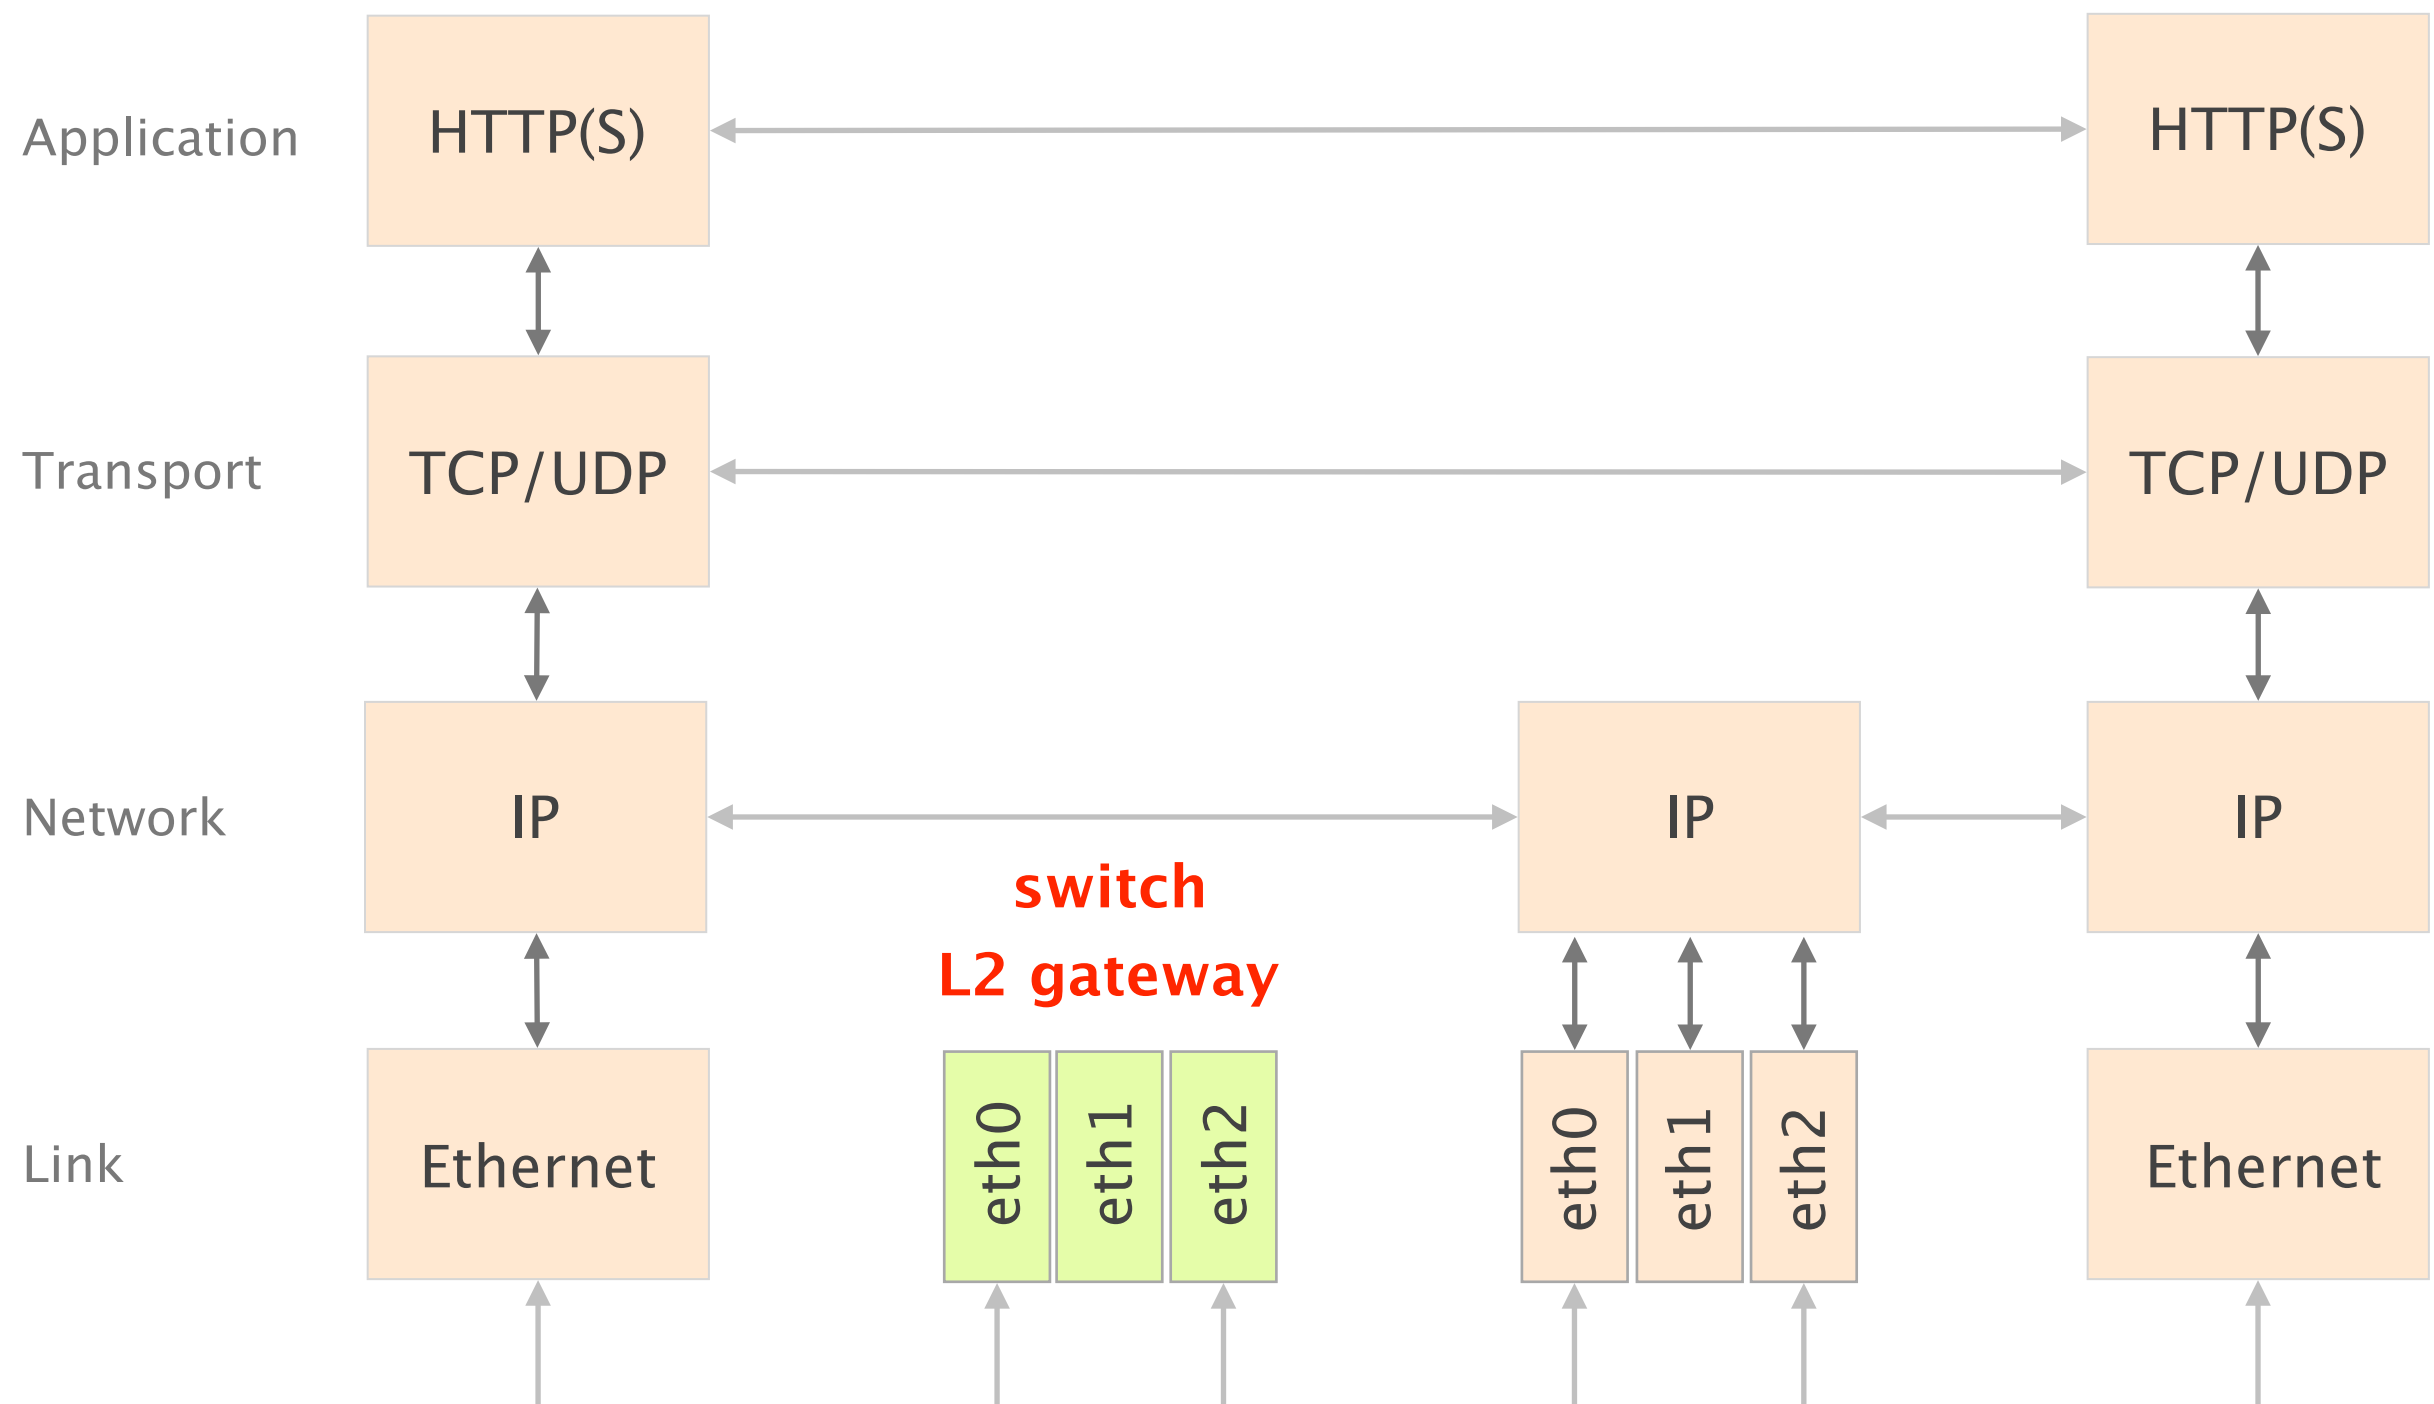 Application
HTTP(S)
HTTP(S)
Transport
TCP/UDP
TCP/UDP
Network
IP
IP
IP
switch
L2 gateway
Link
Ethernet
eth0
eth1
eth2
eth0
eth1
eth2
Ethernet